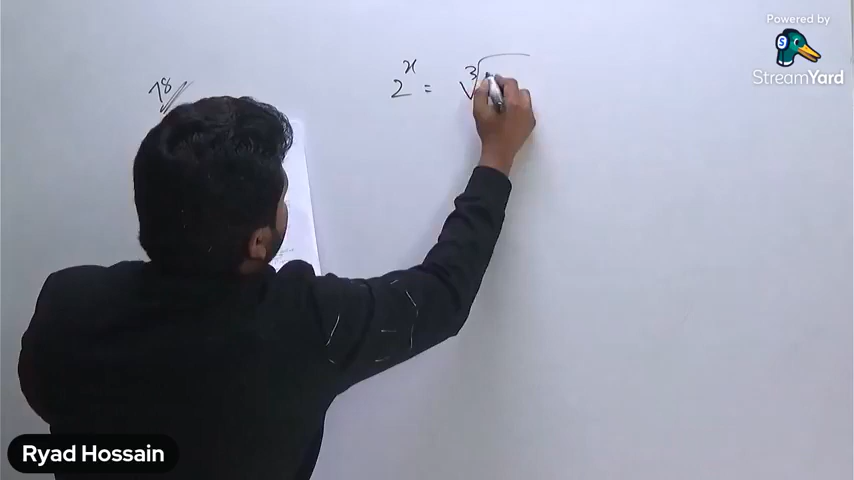 Powered by
StreamYard
78
2^x = ∛
Ryad Hossain